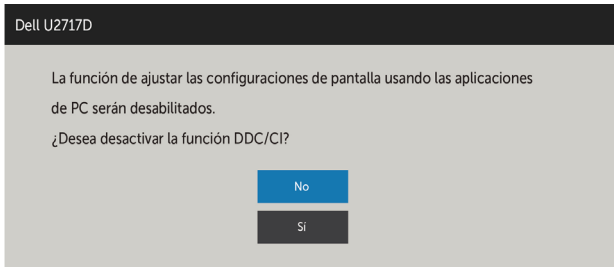 Dell U2717D
La función de ajustar las configuraciones de pantalla usando las aplicaciones
de PC serán desabilitados.
¿Desea desactivar la función DDC/CI?
No
Sí